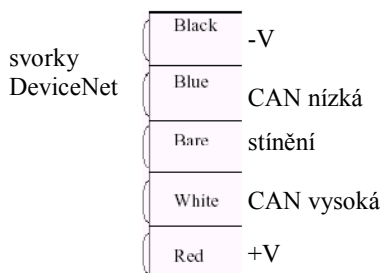 svorky
DeviceNet
Black -V
Blue CAN nízká
Bare stínění
White CAN vysoká
Red +V